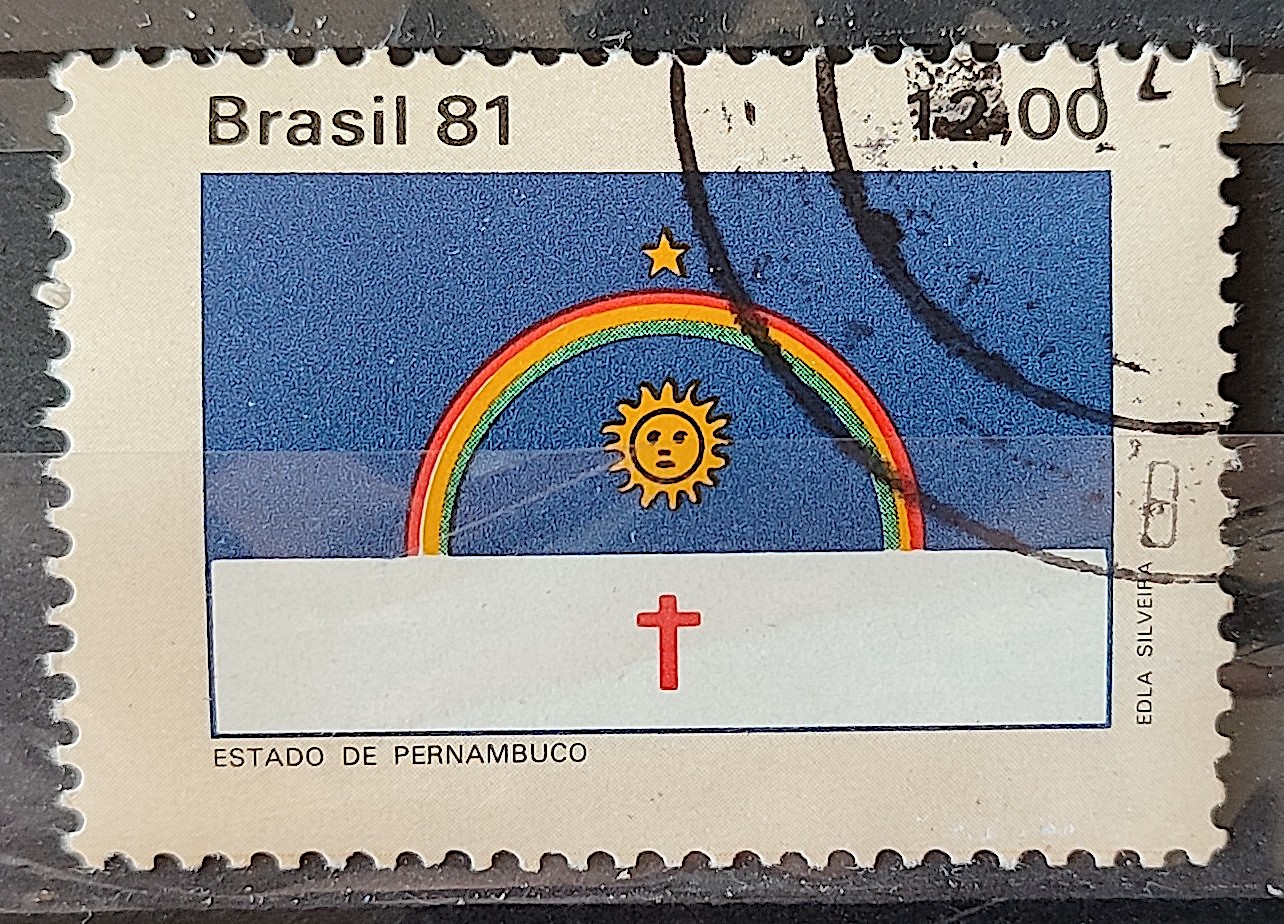 Brasil 81
12,00
ESTADO DE PERNAMBUCO
EDLA SILVEIRA